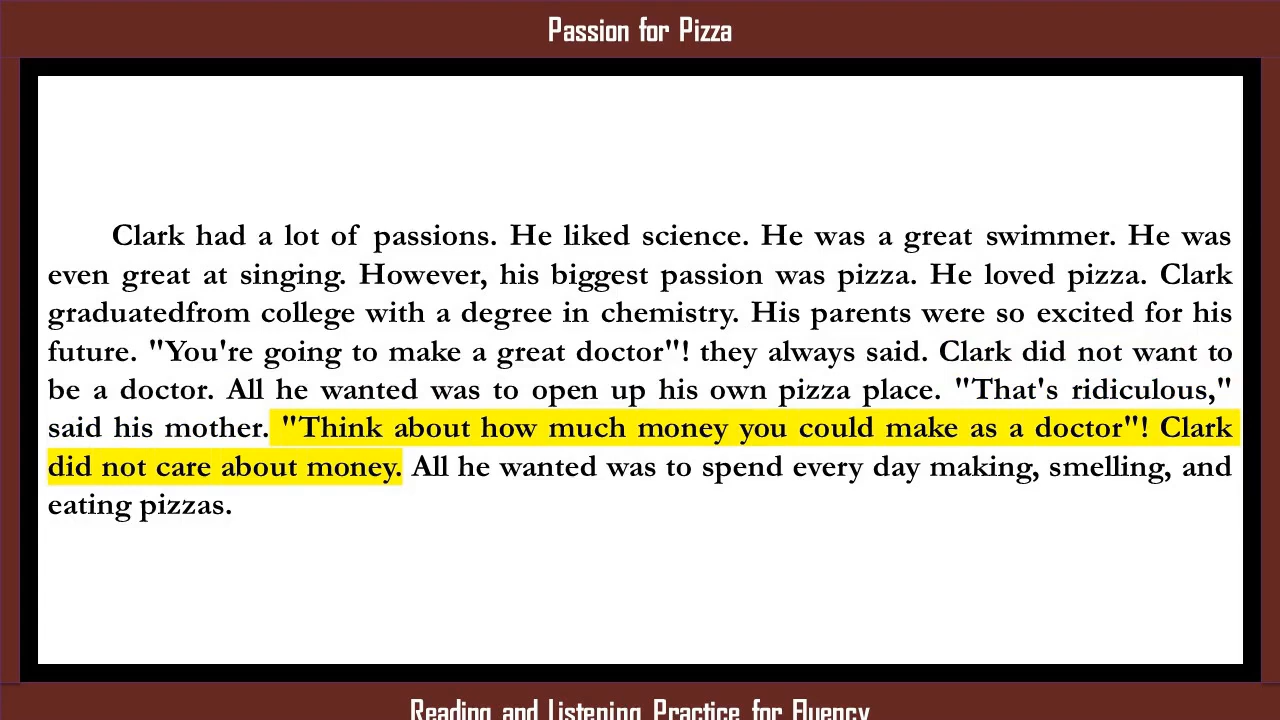 Passion for Pizza
Clark had a lot of passions. He liked science. He was a great swimmer. He was
even great at singing. However, his biggest passion was pizza. He loved pizza. Clark
graduatedfrom college with a degree in chemistry. His parents were so excited for his
future. "You're going to make a great doctor"! they always said. Clark did not want to
be a doctor. All he wanted was to open up his own pizza place. "That's ridiculous,"
said his mother. "Think about how much money you could make as a doctor"! Clark
did not care about money. All he wanted was to spend every day making, smelling, and
eating pizzas.
Reading and Listening Practice for Fluency